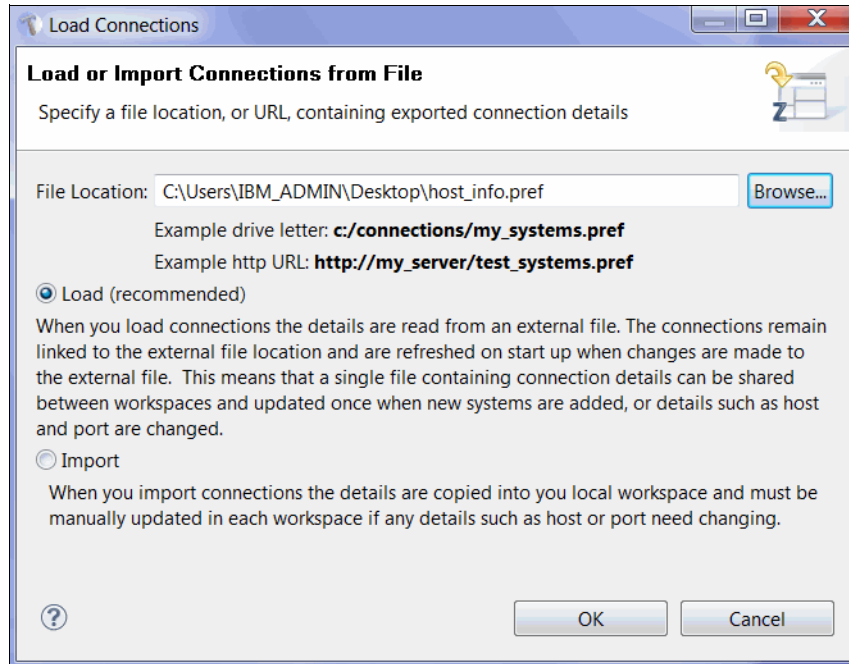 Load Connections
Load or Import Connections from File
Specify a file location, or URL, containing exported connection details
Z
File Location: C:\Users\IBM_ADMIN\Desktop\host_info.pref Browse...
Example drive letter: c:/connections/my_systems.pref
Example http URL: http://my_server/test_systems.pref
Load (recommended)
When you load connections the details are read from an external file. The connections remain
linked to the external file location and are refreshed on start up when changes are made to
the external file. This means that a single file containing connection details can be shared
between workspaces and updated once when new systems are added, or details such as host
and port are changed.
Import
When you import connections the details are copied into you local workspace and must be
manually updated in each workspace if any details such as host or port need changing.
? OK Cancel